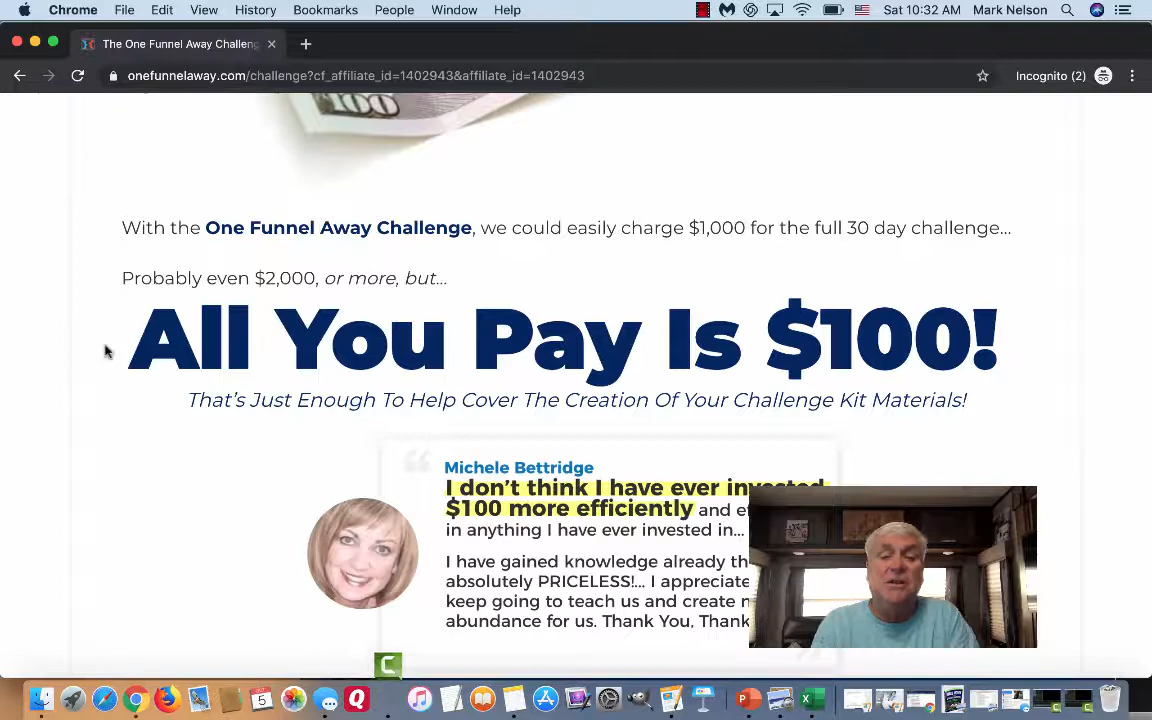 Chrome File Edit View History Bookmarks People Window Help Sat 10:32 AM Mark Nelson
The One Funnel Away Challeng
onefunnelaway.com/challenge?cf_affiliate_id=1402943&affiliate_id=1402943 Incognito (2)
100
With the One Funnel Away Challenge, we could easily charge $1,000 for the full 30 day challenge...
Probably even $2,000, or more, but...
All You Pay Is $100!
That's Just Enough To Help Cover The Creation Of Your Challenge Kit Materials!
Michele Bettridge
I don't think I have ever invested
$100 more efficiently and ef
in anything I have ever invested in...
I have gained knowledge already th
absolutely PRICELESS!... I appreciate
keep going to teach us and create
abundance for us. Thank You, Thank
C
5